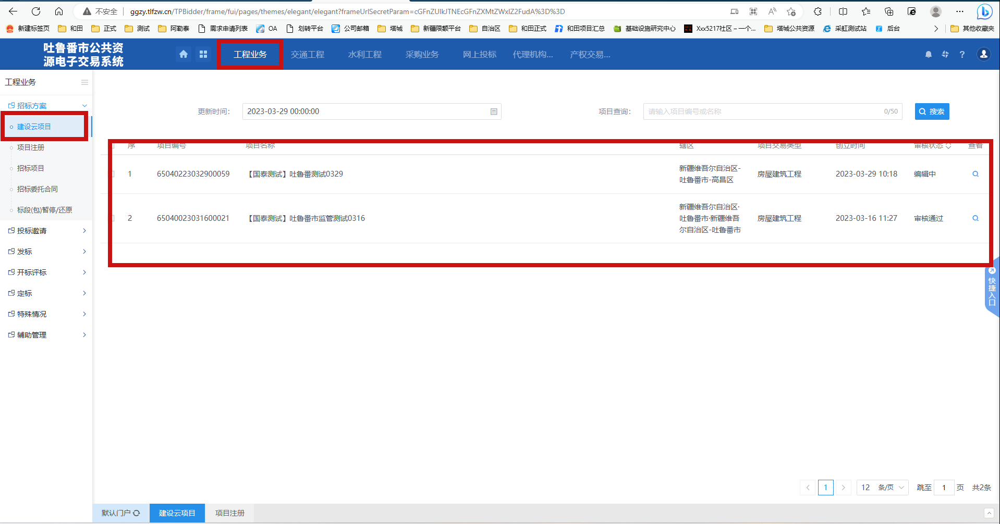 不安全 ggzy.tlfzw.cn/TPBidder/frame/fui/pages/themes/elegant/elegant?frameUrlSecretParam=cGFnZUlkJTNEcGFnZXMtZWxlZ2FudA%3D%3D
新建标签页 和田 正式 测试 阿勒泰 需求申请列表 OA 划转平台 公司邮箱 塔城 新疆限额平台 自治区 和田正式 和田项目汇总 基础设施研究中心 Xxx5217社区 – 一个... 塔城公共资源 采虹测试站 后台 其他收藏夹
吐鲁番市公共资
源电子交易系统
工程业务 交通工程 水利工程 采购业务 网上投标 代理机构... 产权交易...
工程业务
招标方案
建设云项目
项目注册
招标项目
招标委托合同
标段(包)暂停/还原
投标邀请
发标
开标评标
定标
特殊情况
辅助管理
更新时间： 2023-03-29 00:00:00 项目查询： 请输入项目编号或名称 0/50 搜索
序 项目编号 项目名称 辖区 项目交易类型 创立时间 审核状态 查看
1 65040223032900059 【国泰测试】吐鲁番测试0329 新疆维吾尔自治区-
吐鲁番市-高昌区 房屋建筑工程 2023-03-29 10:18 编辑中
2 65040023031600021 【国泰测试】吐鲁番市监管测试0316 新疆维吾尔自治区·
吐鲁番市·新疆维吾
尔自治区-吐鲁番市 房屋建筑工程 2023-03-16 11:27 审核通过
快捷入口
1 12 条/页 跳至 1 页 共2条
默认门户 建设云项目 项目注册